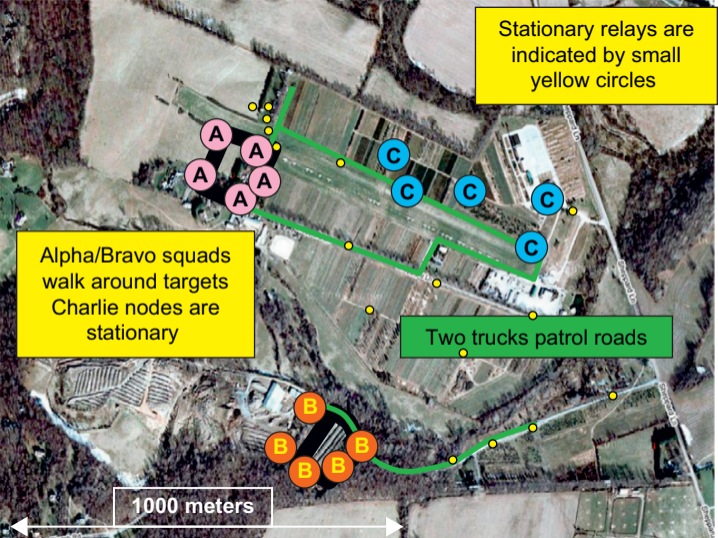 Stationary relays are
indicated by small
yellow circles
A
A
A
A
A
C
C
C
C
C
Alpha/Bravo squads
walk around targets
Charlie nodes are
stationary
Two trucks patrol roads
B
B
B
B
B
1000 meters